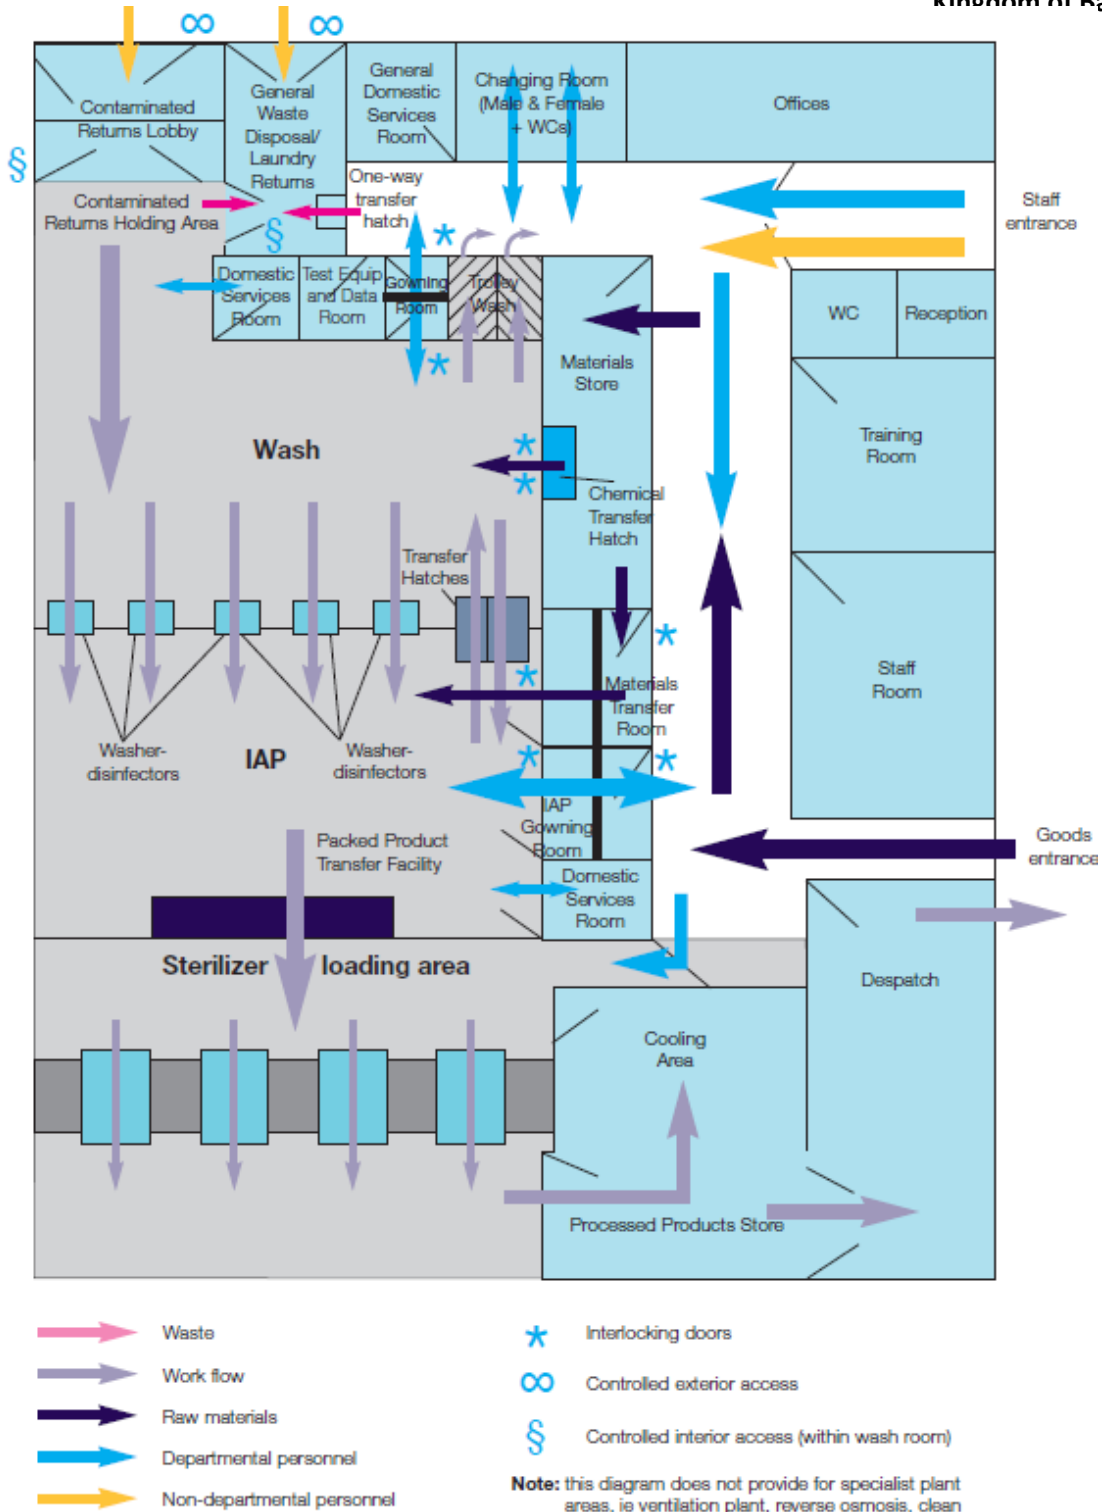 Kingdom of Ba
Contaminated
Returns Lobby
General
Waste
Disposal/
Laundry
Returns
General
Domestic
Services
Room
Changing Room
(Male & Female
+ WCs)
Offices
∞
∞
§
Contaminated
Returns Holding Area
§
One-way
transfer
hatch
Staff
entrance
Domestic
Services
Room
Test Equip
and Data
Room
Gowning
Room
Trolley
Wash
*
*
Materials
Store
WC
Reception
Training
Room
Wash
*
*
Chemical
Transfer
Hatch
Transfer
Hatches
*
*
Materials
Transfer
Room
Staff
Room
Washer-
disinfectors
IAP
Washer-
disinfectors
*
*
IAP
Gowning
Room
Packed Product
Transfer Facility
Goods
entrance
Domestic
Services
Room
Sterilizer loading area
Despatch
Cooling
Area
Processed Products Store
Waste
Work flow
Raw materials
Departmental personnel
Non-departmental personnel
* Interlocking doors
∞ Controlled exterior access
§ Controlled interior access (within wash room)
Note: this diagram does not provide for specialist plant
areas, ie ventilation plant, reverse osmosis, clean